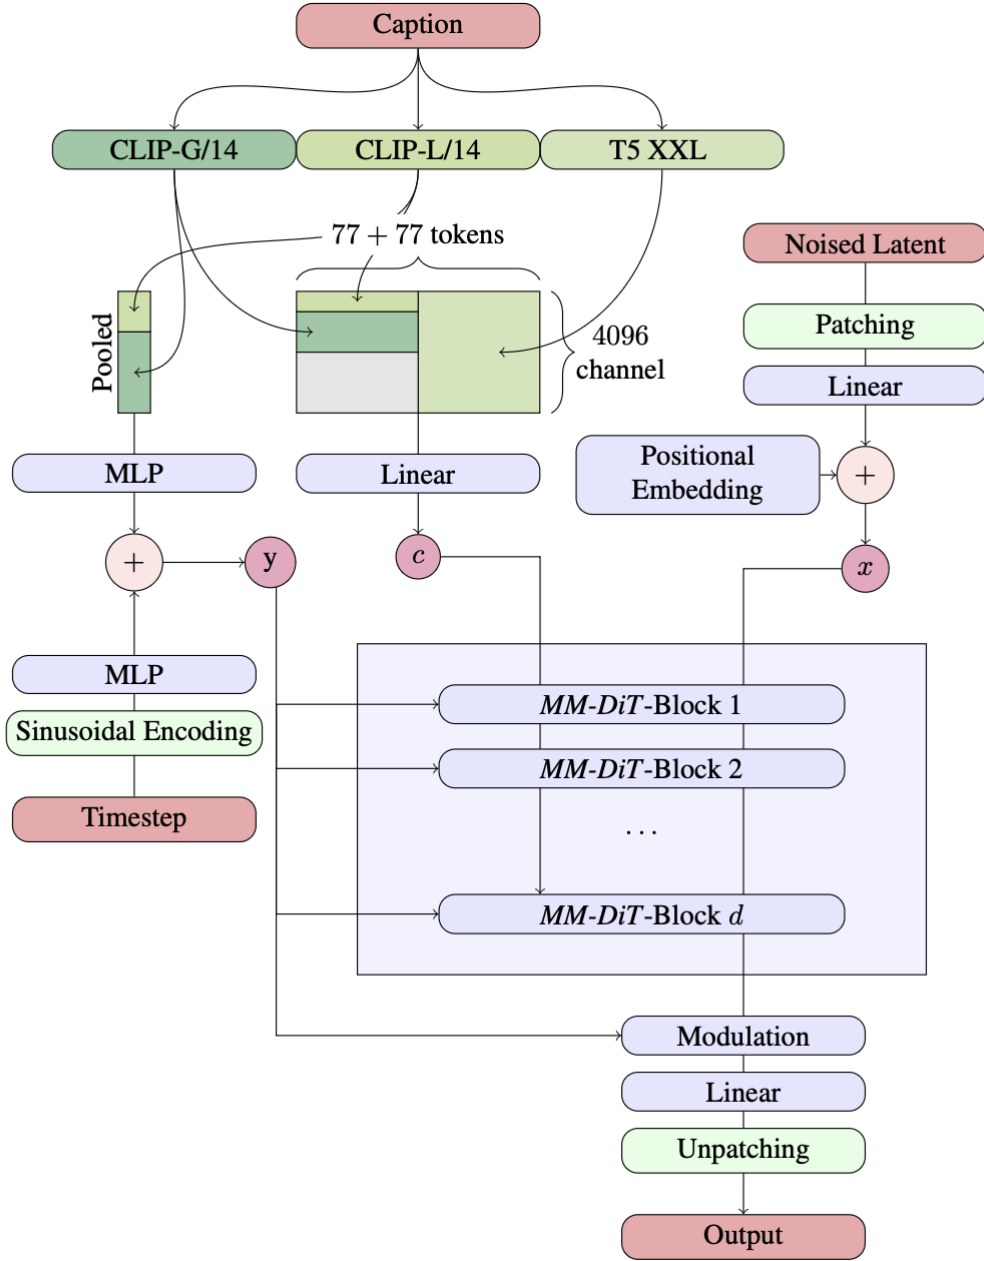 Caption
CLIP-G/14
CLIP-L/14
T5 XXL
77 + 77 tokens
Noised Latent
Patching
Linear
Pooled
4096
channel
MLP
Linear
Positional
Embedding
+
+
y
c
x
MLP
Sinusoidal Encoding
Timestep
MM-DiT-Block 1
MM-DiT-Block 2
. . .
MM-DiT-Block d
Modulation
Linear
Unpatching
Output